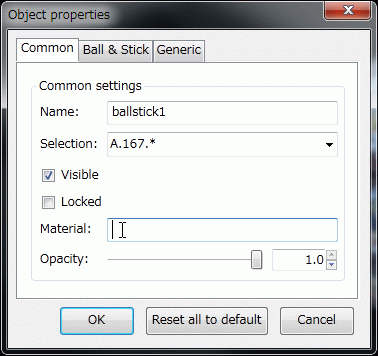 Object properties
Common Ball & Stick Generic
Common settings
Name: ballstick1
Selection: A.167.*
Visible
Locked
Material:
Opacity: 1.0
OK Reset all to default Cancel